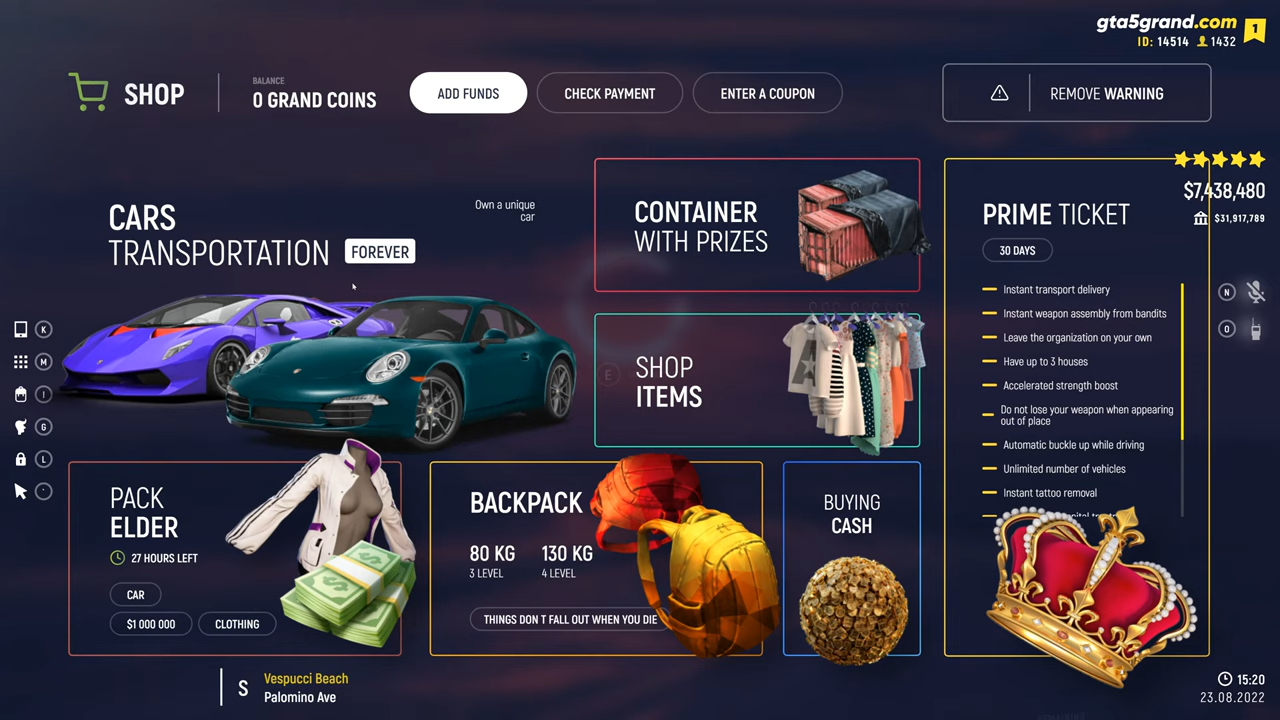 gta5grand.com
1
ID: 14514 1432
SHOP
BALANCE
0 GRAND COINS
ADD FUNDS
CHECK PAYMENT
ENTER A COUPON
REMOVE WARNING
CARS
TRANSPORTATION FOREVER
Own a unique
car
CONTAINER
WITH PRIZES
SHOP
ITEMS
E
PRIME TICKET
30 DAYS
Instant transport delivery
Instant weapon assembly from bandits
Leave the organization on your own
Have up to 3 houses
Accelerated strength boost
Do not lose your weapon when appearing
out of place
Automatic buckle up while driving
Unlimited number of vehicles
Instant tattoo removal
$7,438,480
$31,917,789
N
O
K
M
I
G
L
PACK
ELDER
27 HOURS LEFT
CAR
$1 000 000
CLOTHING
BACKPACK
80 KG 130 KG
3 LEVEL 4 LEVEL
THINGS DON T FALL OUT WHEN YOU DIE
BUYING
CASH
S
Vespucci Beach
Palomino Ave
15:20
23.08.2022